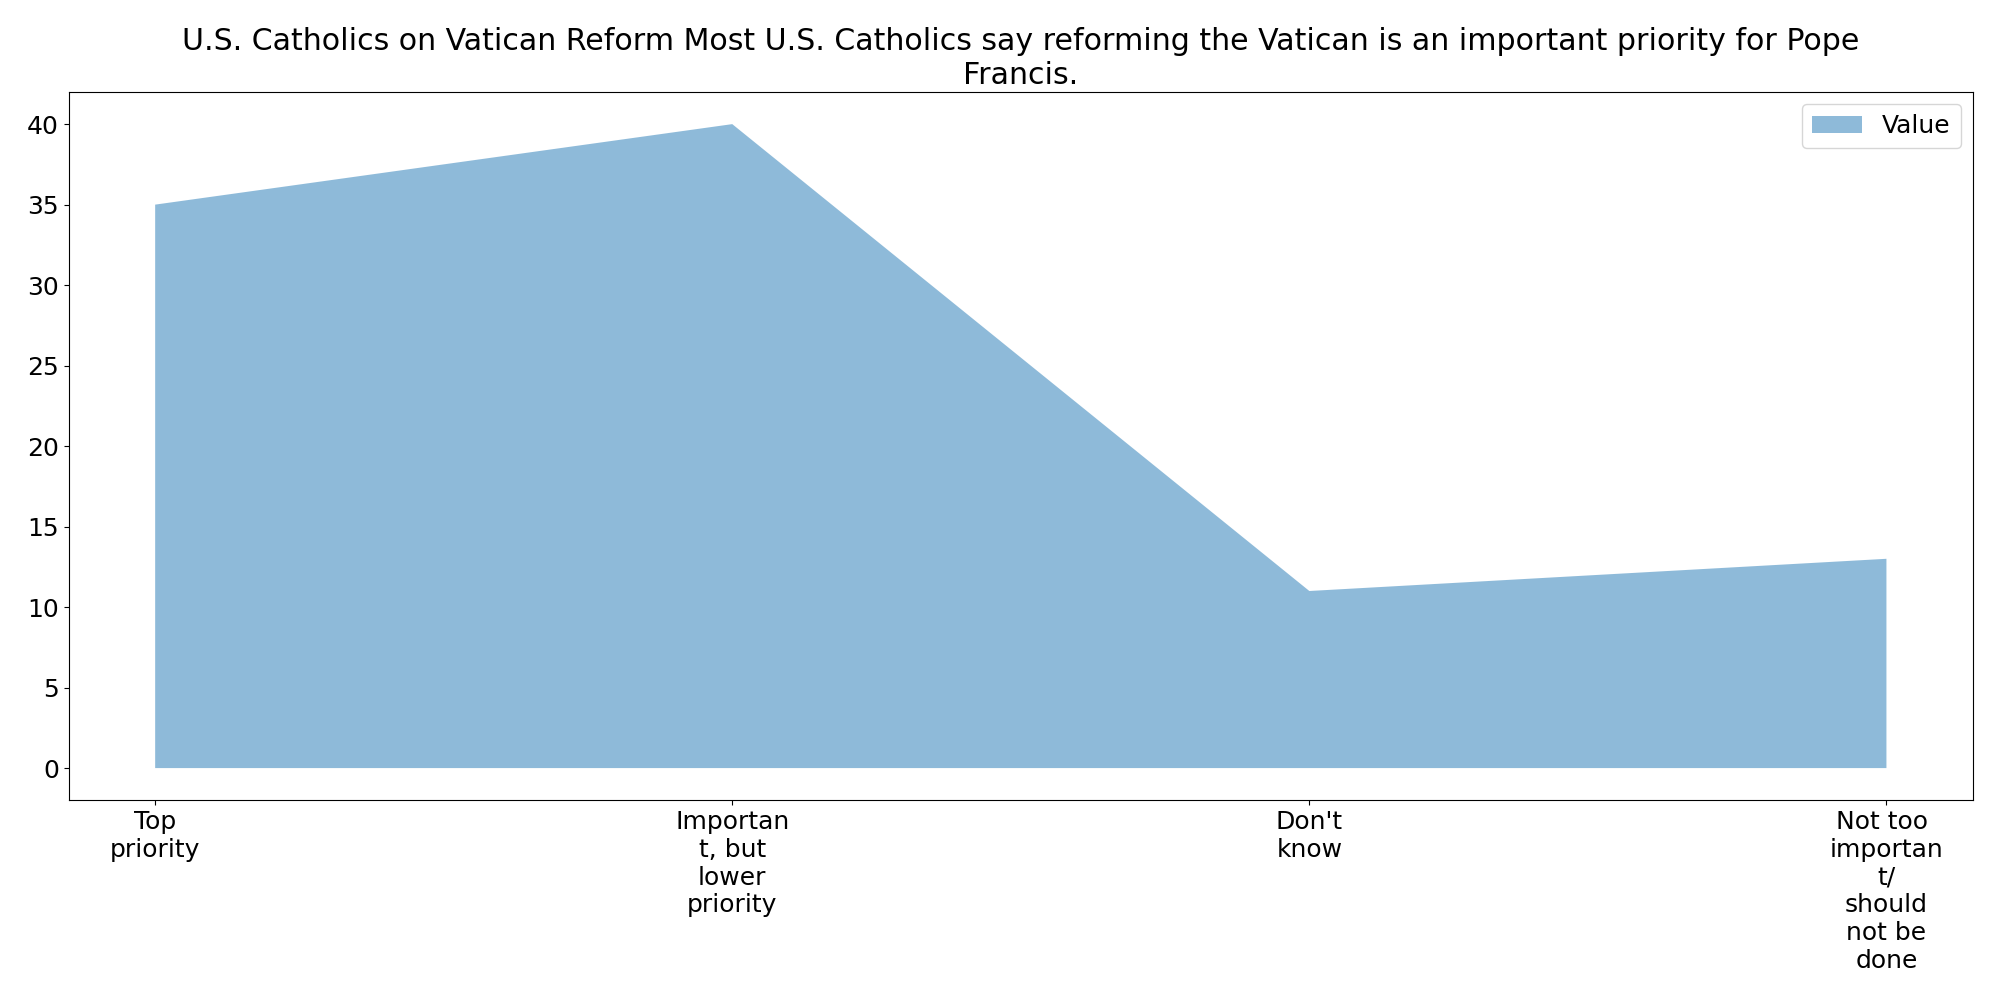 U.S. Catholics on Vatican Reform Most U.S. Catholics say reforming the Vatican is an important priority for Pope
Francis.
Value
40
35
30
25
20
15
10
5
0
Top
priority
Importan
t, but
lower
priority
Don't
know
Not too
importan
t/
should
not be
done